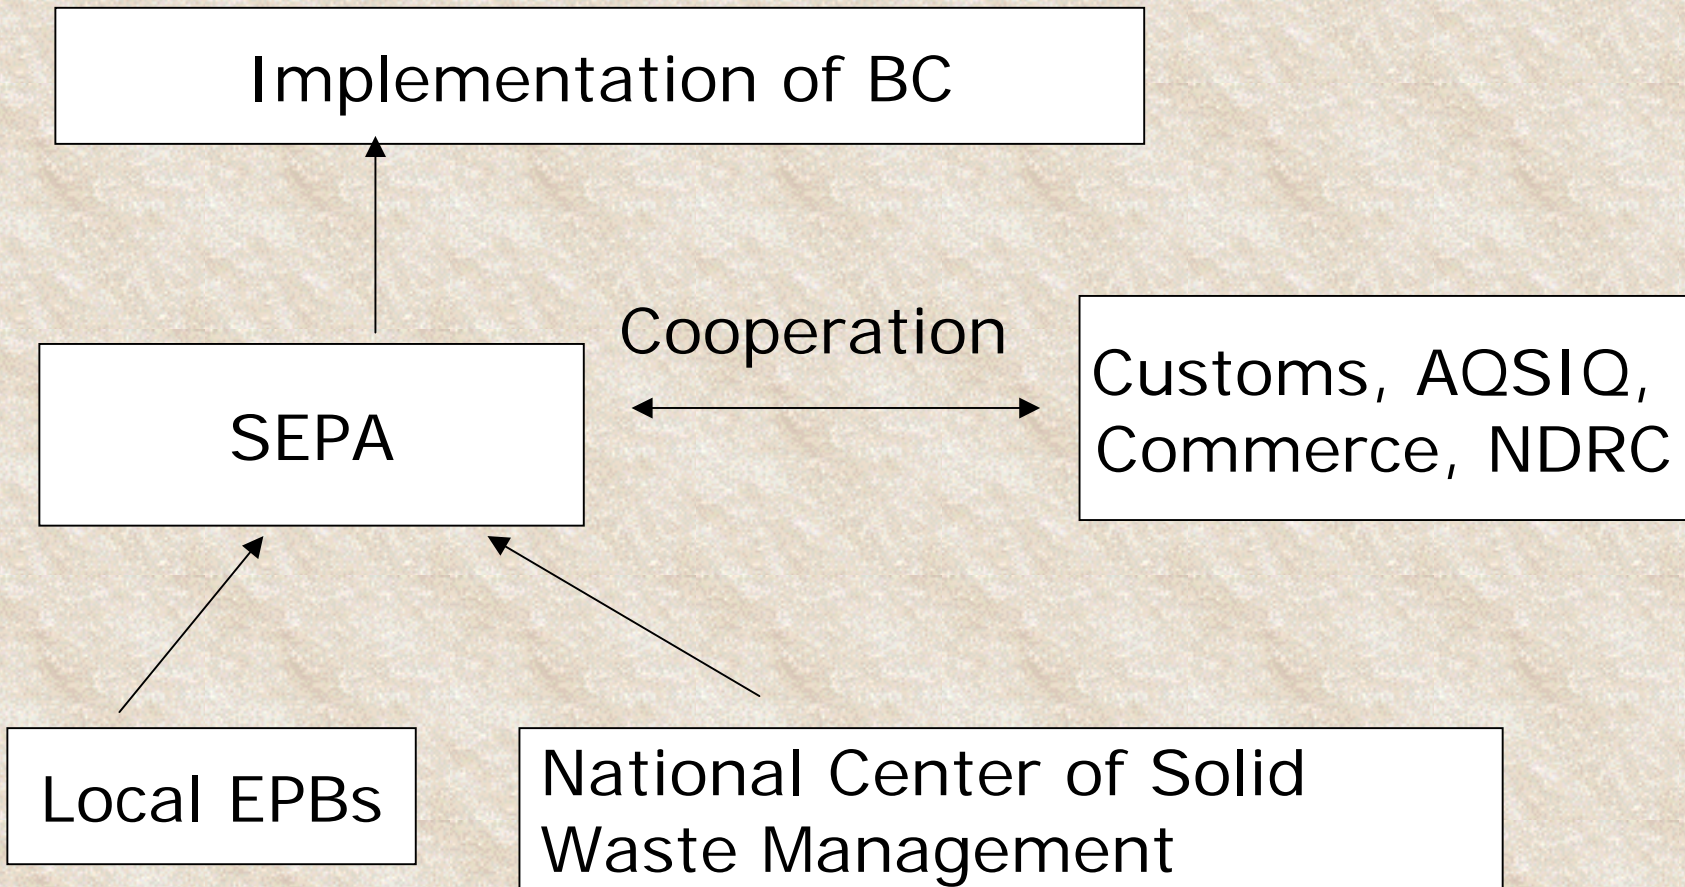 Implementation of BC
Cooperation
SEPA
Customs, AQSIQ,
Commerce, NDRC
Local EPBs
National Center of Solid
Waste Management